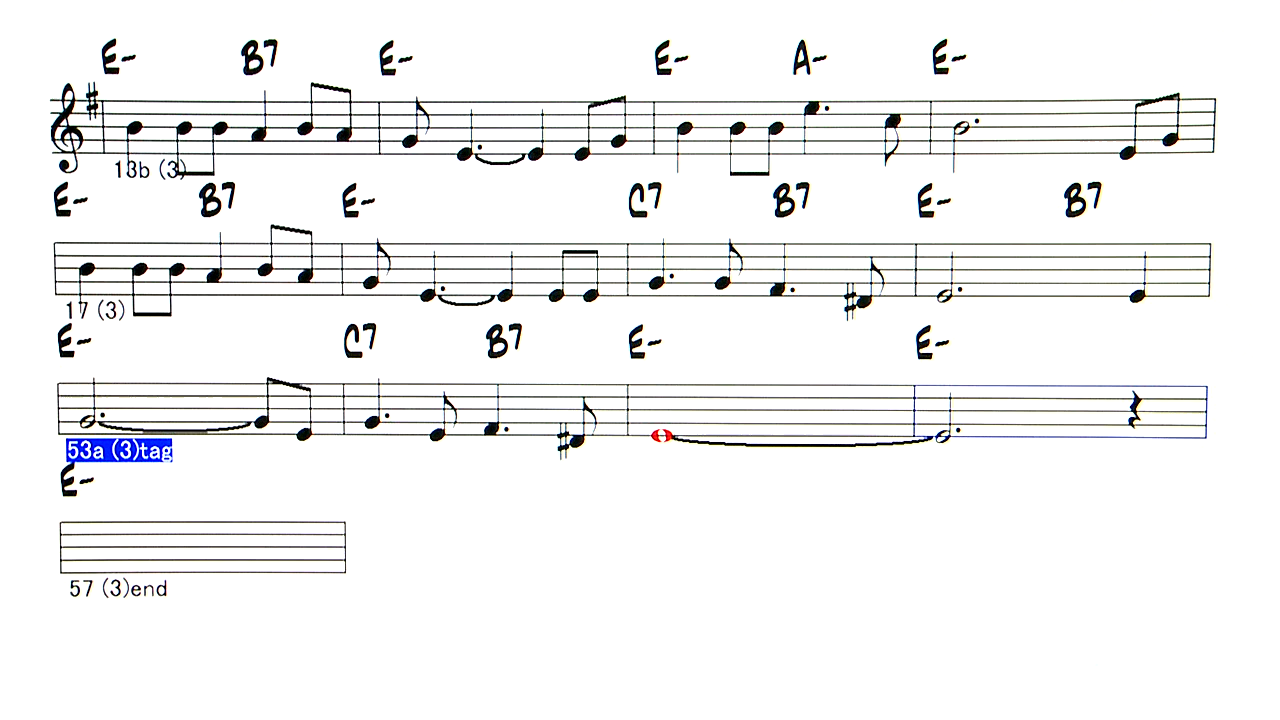 E- B7 E- E- A- E-
13b (3)
E- B7 E- C7 B7 E- B7
17 (3)
E- C7 B7 E- E-
53a (3)tag
E-
57 (3)end